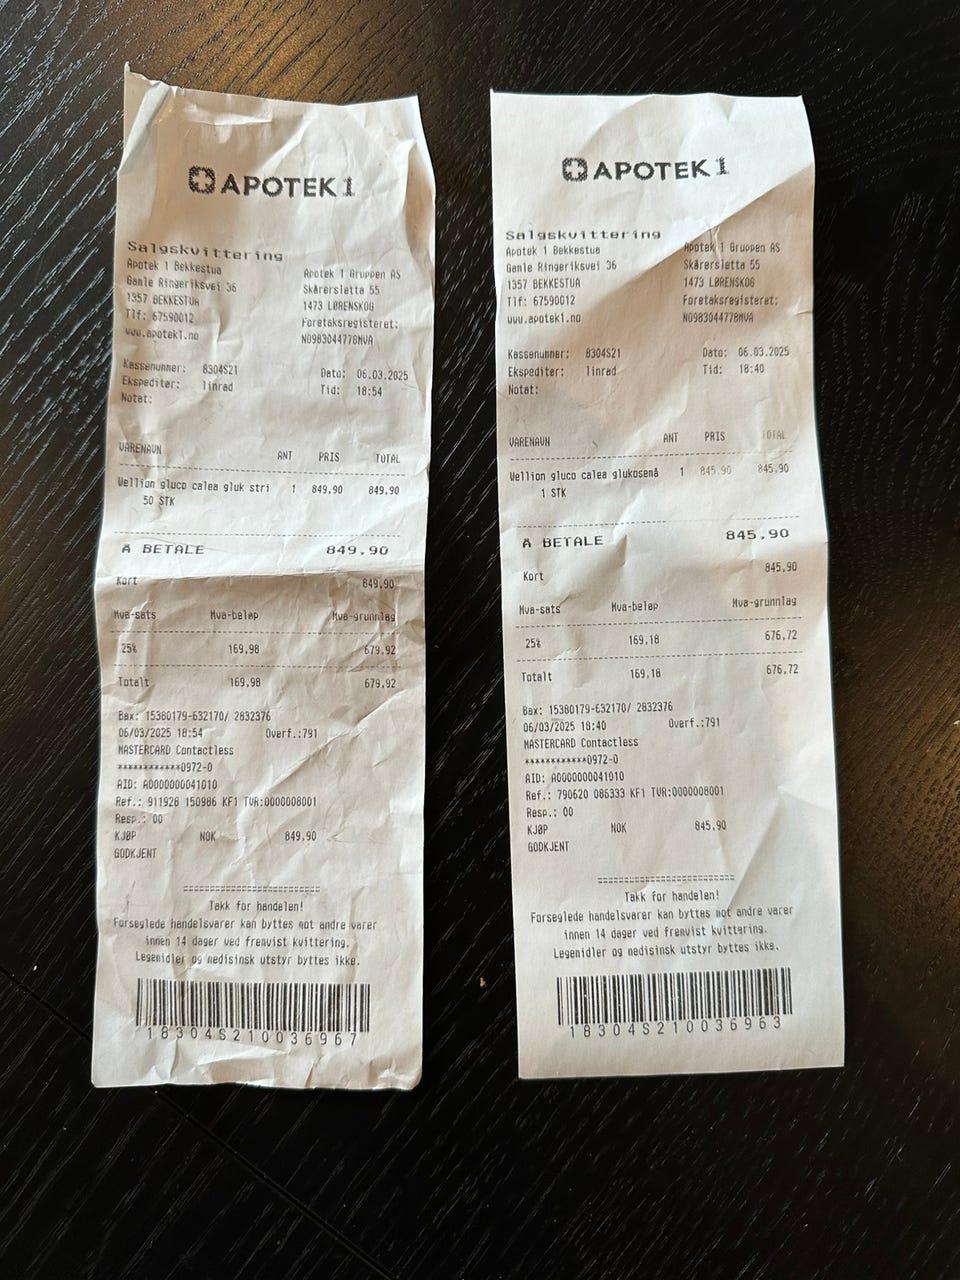 APOTEK 1
Salgskvittering
Apotek 1 Bekkestua Apotek 1 Gruppen AS
Gamle Ringeriksvei 36 Skårersletta 55
1357 BEKKESTUA 1473 LØRENSKOG
Tlf: 67590012 Foretaksregisteret:
www.apotek1.no NO983044778MVA
Kassenummer: 8304S21 Dato: 06.03.2025
Ekspeditør: linrad Tid: 18:54
Notat:
VARENAVN ANT PRIS TOTAL
Wellion gluco calea gluk stri 1 849.90 849.90
50 STK
Å BETALE 849.90
Kort 849,90
Mva-sats Mva-beløp Mva-grunnlag
25% 169,98 679,92
Totalt 169,98 679,92
Bax: 15380179-632170/ 2832376
06/03/2025 18:54 Overf.:791
MASTERCARD Contactless
************0972-0
AID: A0000000041010
Ref.: 911928 150986 KF1 TVR:0000008001
Resp.: 00
KJØP NOK 849,90
GODKJENT
======================
Takk for handelen!
Forseglede handelsvarer kan byttes mot andre varer
innen 14 dager ved fremvist kvittering.
Legemidler og medisinsk utstyr byttes ikke.
18304S210036967
APOTEK 1
Salgskvittering
Apotek 1 Bekkestua Apotek 1 Gruppen AS
Gamle Ringeriksvei 36 Skårersletta 55
1357 BEKKESTUA 1473 LØRENSKOG
Tlf: 67590012 Foretaksregisteret:
www.apotek1.no NO983044778MVA
Kassenummer: 8304S21 Dato: 06.03.2025
Ekspeditør: linrad Tid: 18:40
Notat:
VARENAVN ANT PRIS TOTAL
Wellion gluco calea glukosemå 1 845.90 845.90
1 STK
Å BETALE 845.90
Kort 845,90
Mva-sats Mva-beløp Mva-grunnlag
25% 169,18 676,72
Totalt 169,18 676,72
Bax: 15380179-632170/ 2832376
06/03/2025 18:40 Overf.:791
MASTERCARD Contactless
************0972-0
AID: A0000000041010
Ref.: 790620 086333 KF1 TVR:0000008001
Resp.: 00
KJØP NOK 845,90
GODKJENT
======================
Takk for handelen!
Forseglede handelsvarer kan byttes mot andre varer
innen 14 dager ved fremvist kvittering.
Legemidler og medisinsk utstyr byttes ikke.
18304S210036963